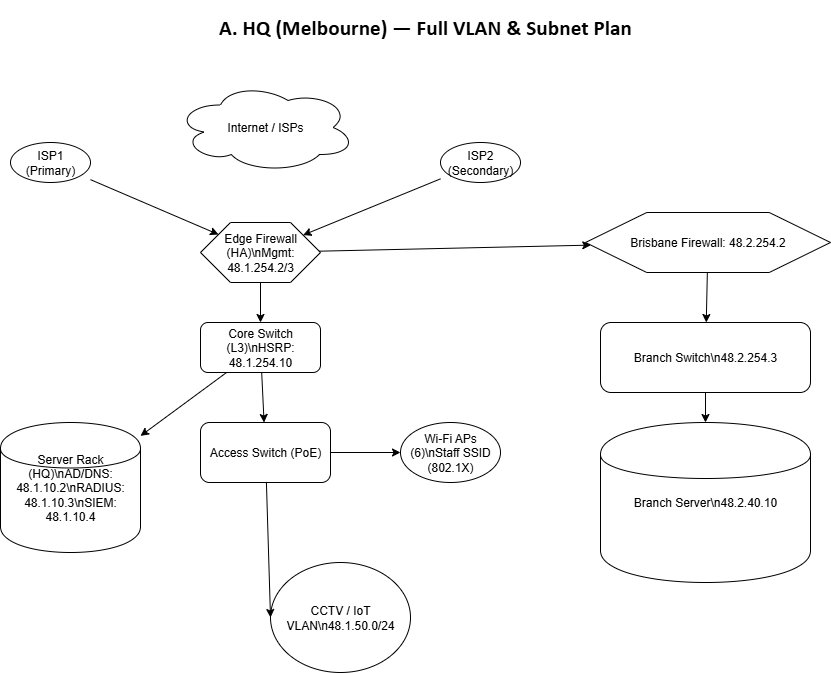 A. HQ (Melbourne) — Full VLAN & Subnet Plan
Internet / ISPs
ISP1
(Primary)
ISP2
(Secondary)
Edge Firewall
(HA)\nMgmt:
48.1.254.2/3
Brisbane Firewall: 48.2.254.2
Core Switch
(L3)\nHSRP:
48.1.254.10
Branch Switch\n48.2.254.3
Server Rack
(HQ)\nAD/DNS:
48.1.10.2\nRADIUS:
48.1.10.3\nSIEM:
48.1.10.4
Access Switch (PoE)
Wi-Fi APs
(6)\nStaff SSID
(802.1X)
Branch Server\n48.2.40.10
CCTV / IoT
VLAN\n48.1.50.0/24